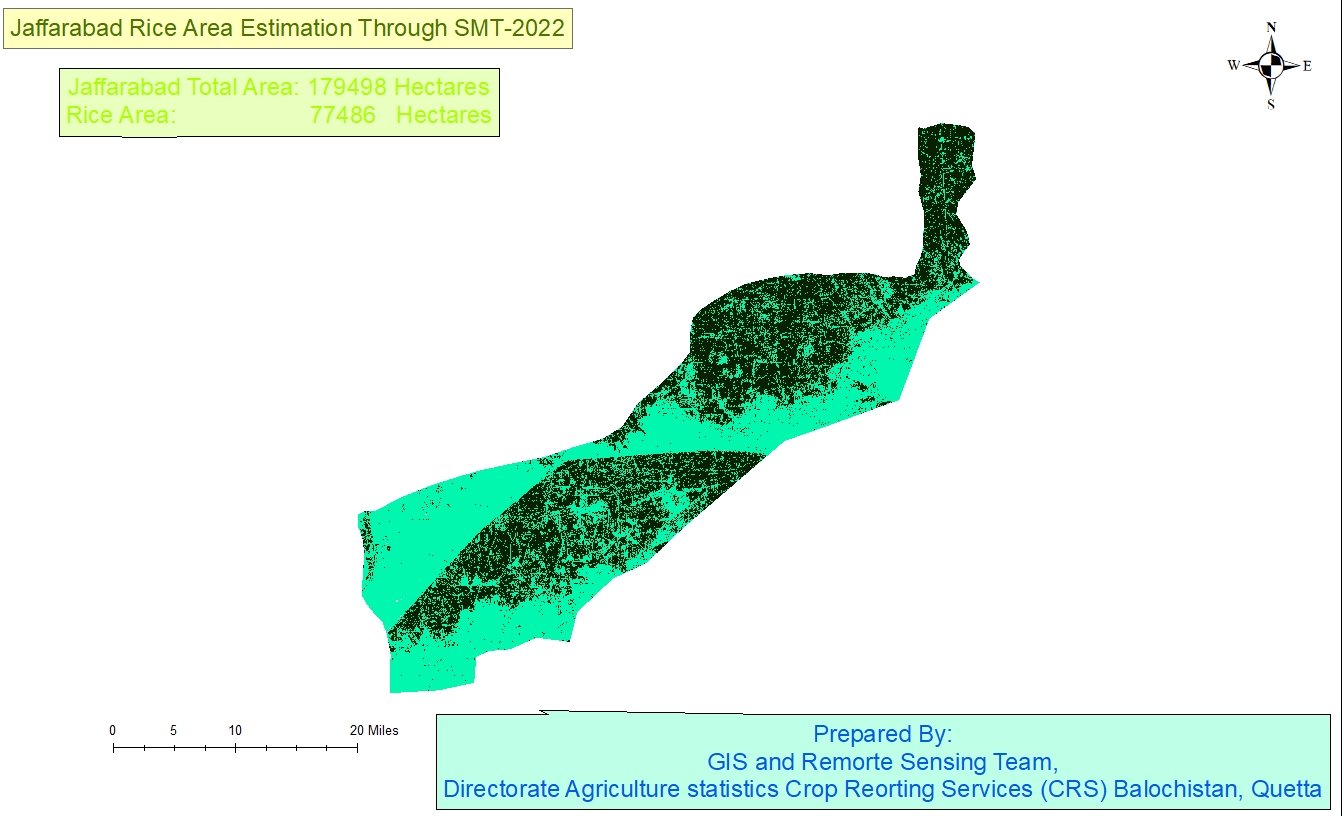 Jaffarabad Rice Area Estimation Through SMT-2022
N
W E
S
Jaffarabad Total Area: 179498 Hectares
Rice Area: 77486 Hectares
0 5 10 20 Miles
Prepared By:
GIS and Remorte Sensing Team,
Directorate Agriculture statistics Crop Reorting Services (CRS) Balochistan, Quetta